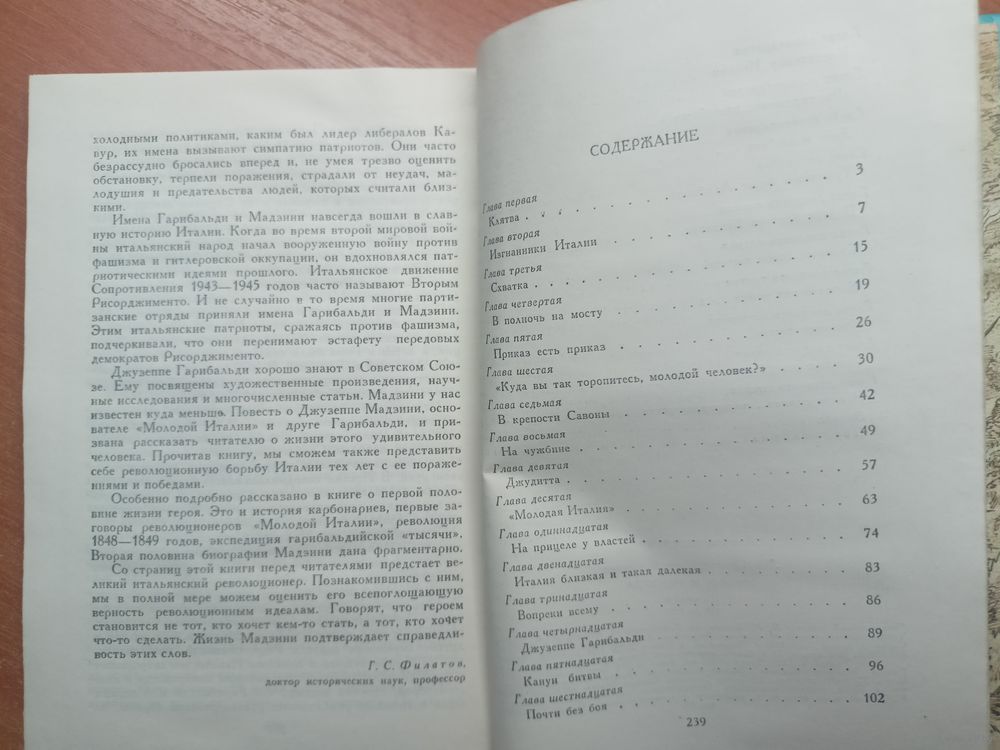 холодными политиками, каким был лидер либералов Ка-
вур, их имена вызывают симпатию патриотов. Они часто
безрассудно бросались вперед и, не умея трезво оценить
обстановку, терпели поражения, страдали от неудач, ма-
лодушия и предательства людей, которых считали близ-
кими.
Имена Гарибальди и Мадзини навсегда вошли в слав-
ную историю Италии. Когда во время второй мировой вой-
ны итальянский народ начал вооруженную войну против
фашизма и гитлеровской оккупации, он вдохновлялся пат-
риотическими идеями прошлого. Итальянское движение
Сопротивления 1943—1945 годов часто называют Вторым
Рисорджименто. И не случайно в то время многие парти-
занские отряды приняли имена Гарибальди и Мадзини.
Этим итальянские патриоты, сражаясь против фашизма,
подчеркивали, что они перенимают эстафету передовых
демократов Рисорджименто.
Джузеппе Гарибальди хорошо знают в Советском Сою-
зе. Ему посвящены художественные произведения, науч-
ные исследования и многочисленные статьи. Мадзини у нас
известен куда меньше. Повесть о Джузеппе Мадзини, осно-
вателе «Молодой Италии» и друге Гарибальди, и при-
звана рассказать читателю о жизни этого удивительного
человека. Прочитав книгу, мы сможем также представить
себе революционную борьбу Италии тех лет с ее пораже-
ниями и победами.
Особенно подробно рассказано в книге о первой поло-
вине жизни героя. Это и история карбонариев, первые за-
говоры революционеров «Молодой Италии», революция
1848—1849 годов, экспедиция гарибальдийской «тысячи».
Вторая половина биографии Мадзини дана фрагментарно.
Со страниц этой книги перед читателями предстает ве-
ликий итальянский революционер. Познакомившись с ним,
мы в полной мере можем оценить его всепоглощающую
верность революционным идеалам. Говорят, что героем
становится не тот, кто хочет кем-то стать, а тот, кто хочет
что-то сделать. Жизнь Мадзини подтверждает справедли-
вость этих слов.
Г. С. Филатов,
доктор исторических наук, профессор
СОДЕРЖАНИЕ
Глава первая
Клятва . . . 3
Глава вторая
Изгнанники Италии . . . 7
Глава третья
Схватка . . . 15
Глава четвертая
В полночь на мосту . . . 19
Глава пятая
Приказ есть приказ . . . 26
Глава шестая
«Куда вы так торопитесь, молодой человек?» . . . 30
Глава седьмая
В крепости Савоны . . . 42
Глава восьмая
На чужбине . . . 49
Глава девятая
Джудитта . . . 57
Глава десятая
«Молодая Италия» . . . 63
Глава одиннадцатая
На прицеле у властей . . . 74
Глава двенадцатая
Италия близкая и такая далекая . . . 83
Глава тринадцатая
Вопреки всему . . . 86
Глава четырнадцатая
Джузеппе Гарибальди . . . 89
Глава пятнадцатая
Канун битвы . . . 96
Глава шестнадцатая
Почти без боя . . . 102
239